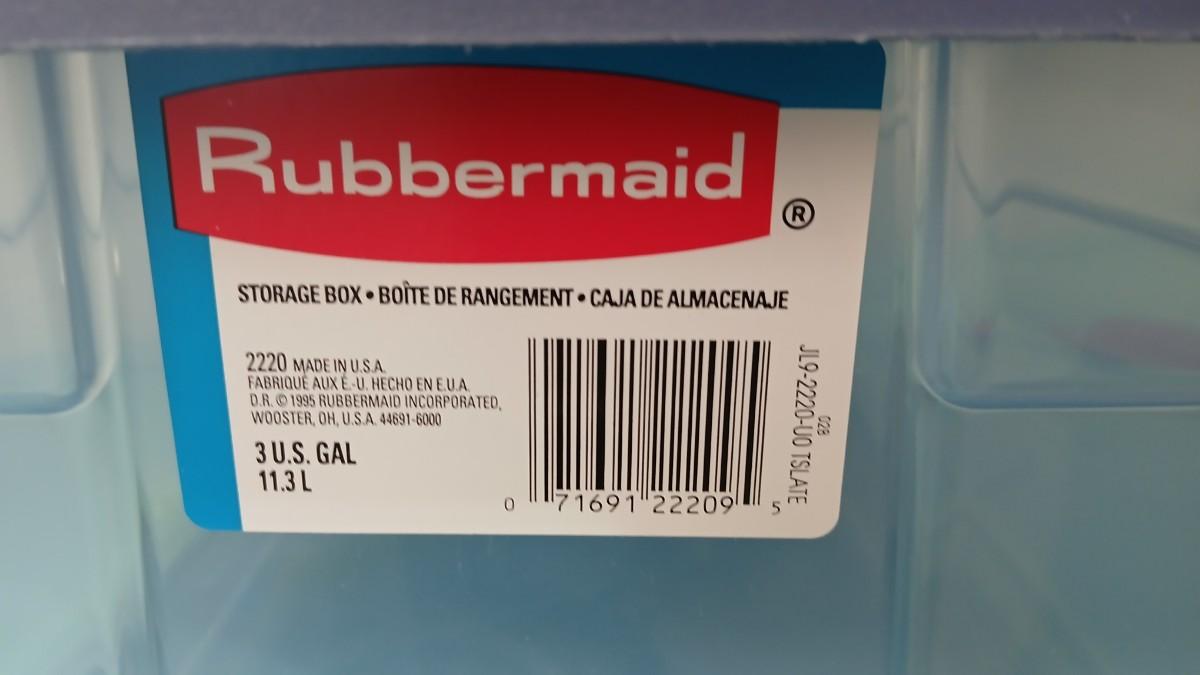 Rubbermaid
®
STORAGE BOX • BOÎTE DE RANGEMENT • CAJA DE ALMACENAJE
2220 MADE IN U.S.A.
FABRIQUÉ AUX É.-U. HECHO EN E.U.A.
D.R. © 1995 RUBBERMAID INCORPORATED,
WOOSTER, OH, U.S.A. 44691-6000
3 U.S. GAL
11.3 L
0 71691 22209 5
028
JL9-2220-U0 TSLATE